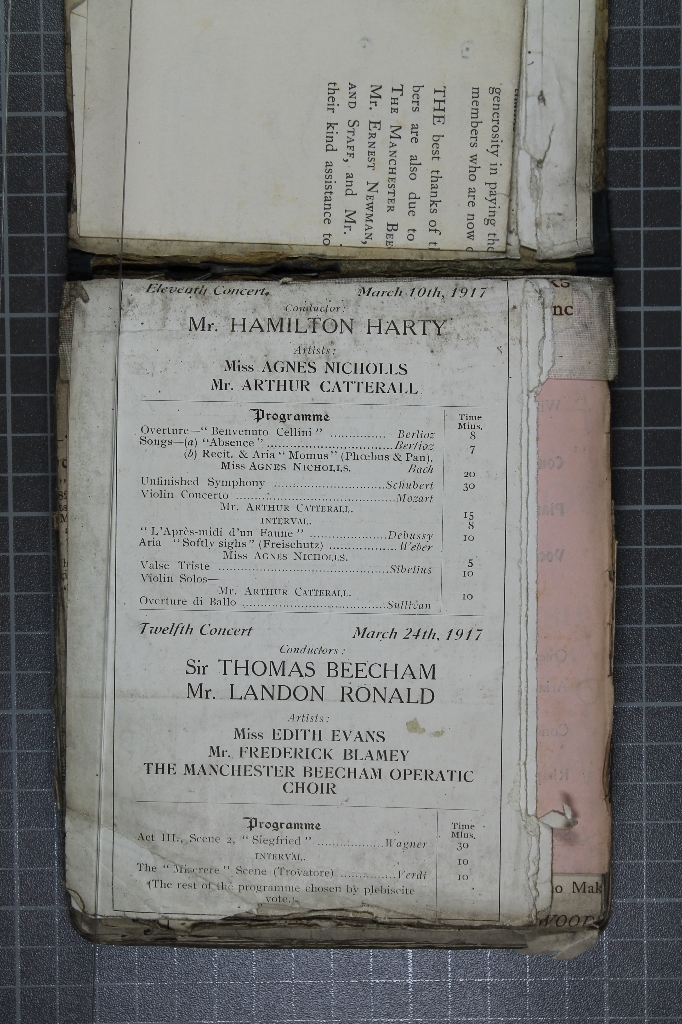 generosity in paying the
members who are now
THE best thanks of
bers are also due to
THE MANCHESTER BEE
Mr. ERNEST NEWMAN,
AND STAFF, and Mr.
their kind assistance to
Eleventh Concert. March 10th, 1917
Conductor:
Mr. HAMILTON HARTY
Artists:
Miss AGNES NICHOLLS
Mr. ARTHUR CATTERALL
Programme Time Mins.
Overture—"Benvenuto Cellini" ............... Berlioz 8
Songs—(a) "Absence" ............... Berlioz 7
(b) Recit. & Aria "Momus" (Phœbus & Pan).
Miss AGNES NICHOLLS. Bach
Unfinished Symphony ............... Schubert 20
Violin Concerto ............... Mozart 30
Mr. ARTHUR CATTERALL.
INTERVAL. 15
"L'Après-midi d'un Faune" ............... Debussy 8
Aria "Softly sighs" (Freischutz) ............... Weber 10
Miss AGNES NICHOLLS.
Valse Triste ............... Sibelius 5
Violin Solos— 10
Mr. ARTHUR CATTERALL.
Overture di Ballo ............... Sullivan 10
Twelfth Concert March 24th, 1917
Conductors:
Sir THOMAS BEECHAM
Mr. LANDON RONALD
Artists:
Miss EDITH EVANS
Mr. FREDERICK BLAMEY
THE MANCHESTER BEECHAM OPERATIC
CHOIR
Programme Time Mins.
Act III., Scene 2, "Siegfried" ............... Wagner 30
INTERVAL. 10
The "Miserere" Scene (Trovatore) ............... Verdi 10
(The rest of the programme chosen by plebiscite
vote.)
nc
o Mak
WOOD